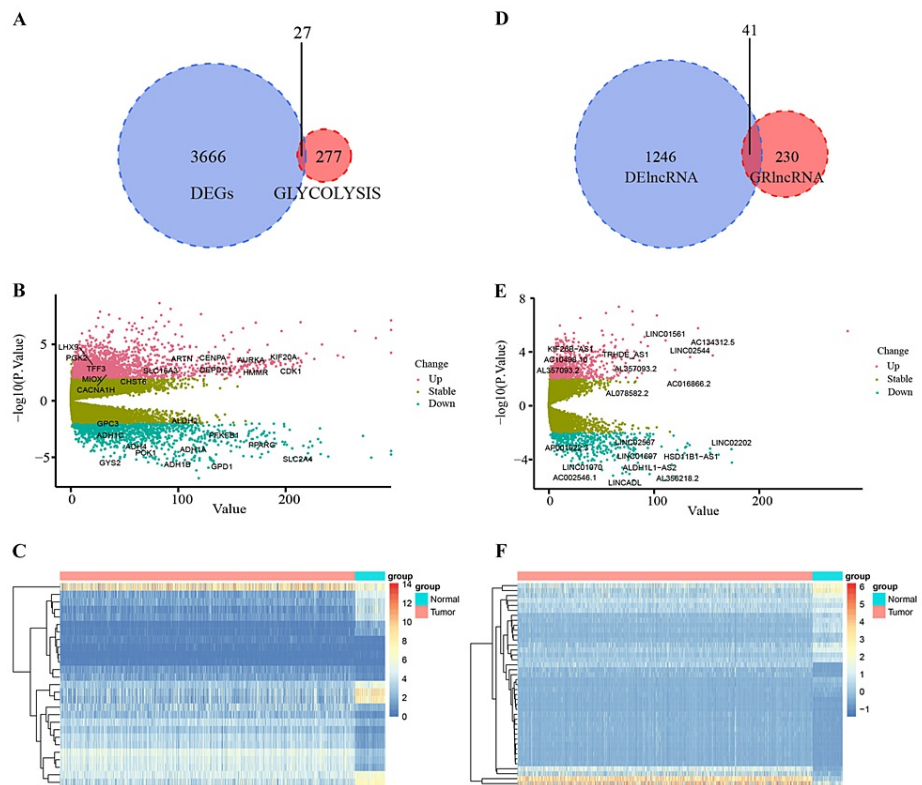 A
27
3666
277
DEGs
GLYCOLYSIS
D
41
1246
230
DElncRNA
GRlncRNA
B
−log10(P.Value)
5
0
−5
0
100
200
Value
LHX9
PGK2
TFF3
MIOX
CACNA1H
ARTN
CENPA
AURKA
KIF20A
SLC16A3
DEPDC1
HMMR
CDK1
CHST6
GPC3
ALDH2
ADH1C
PFKFB1
ADH4
ADH1A
PPARG
GYS2
ADH1B
GPD1
SLC2A4
Change
Up
Stable
Down
E
−log10(P.Value)
8
4
0
−4
0
100
200
Value
LINC01561
AC134312.5
KIF26B−AS1
TRHDE_AS1
LINC02544
AL357093.2
AL357093.2
AC016866.2
AL078582.2
LINC02567
LINC02202
LINC01697
HSD11B1−AS1
LINC01070
ALDH1L1−AS2
AC002546.1
LINCADL
AL356218.2
Change
Up
Stable
Down
C
group
14
12
10
8
6
4
2
0
group
Normal
Tumor
F
group
6
5
4
3
2
1
0
−1
group
Normal
Tumor